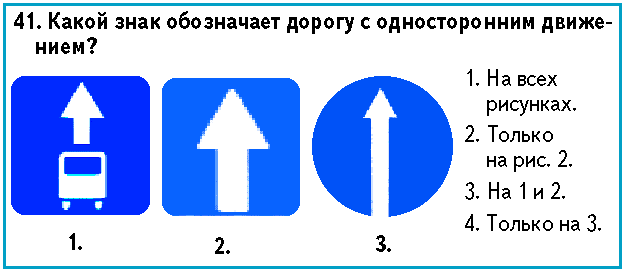 41. Какой знак обозначает дорогу с односторонним движе-
нием?
1. На всех
рисунках.
2. Только
на рис. 2.
3. На 1 и 2.
4. Только на 3.
1.
2.
3.